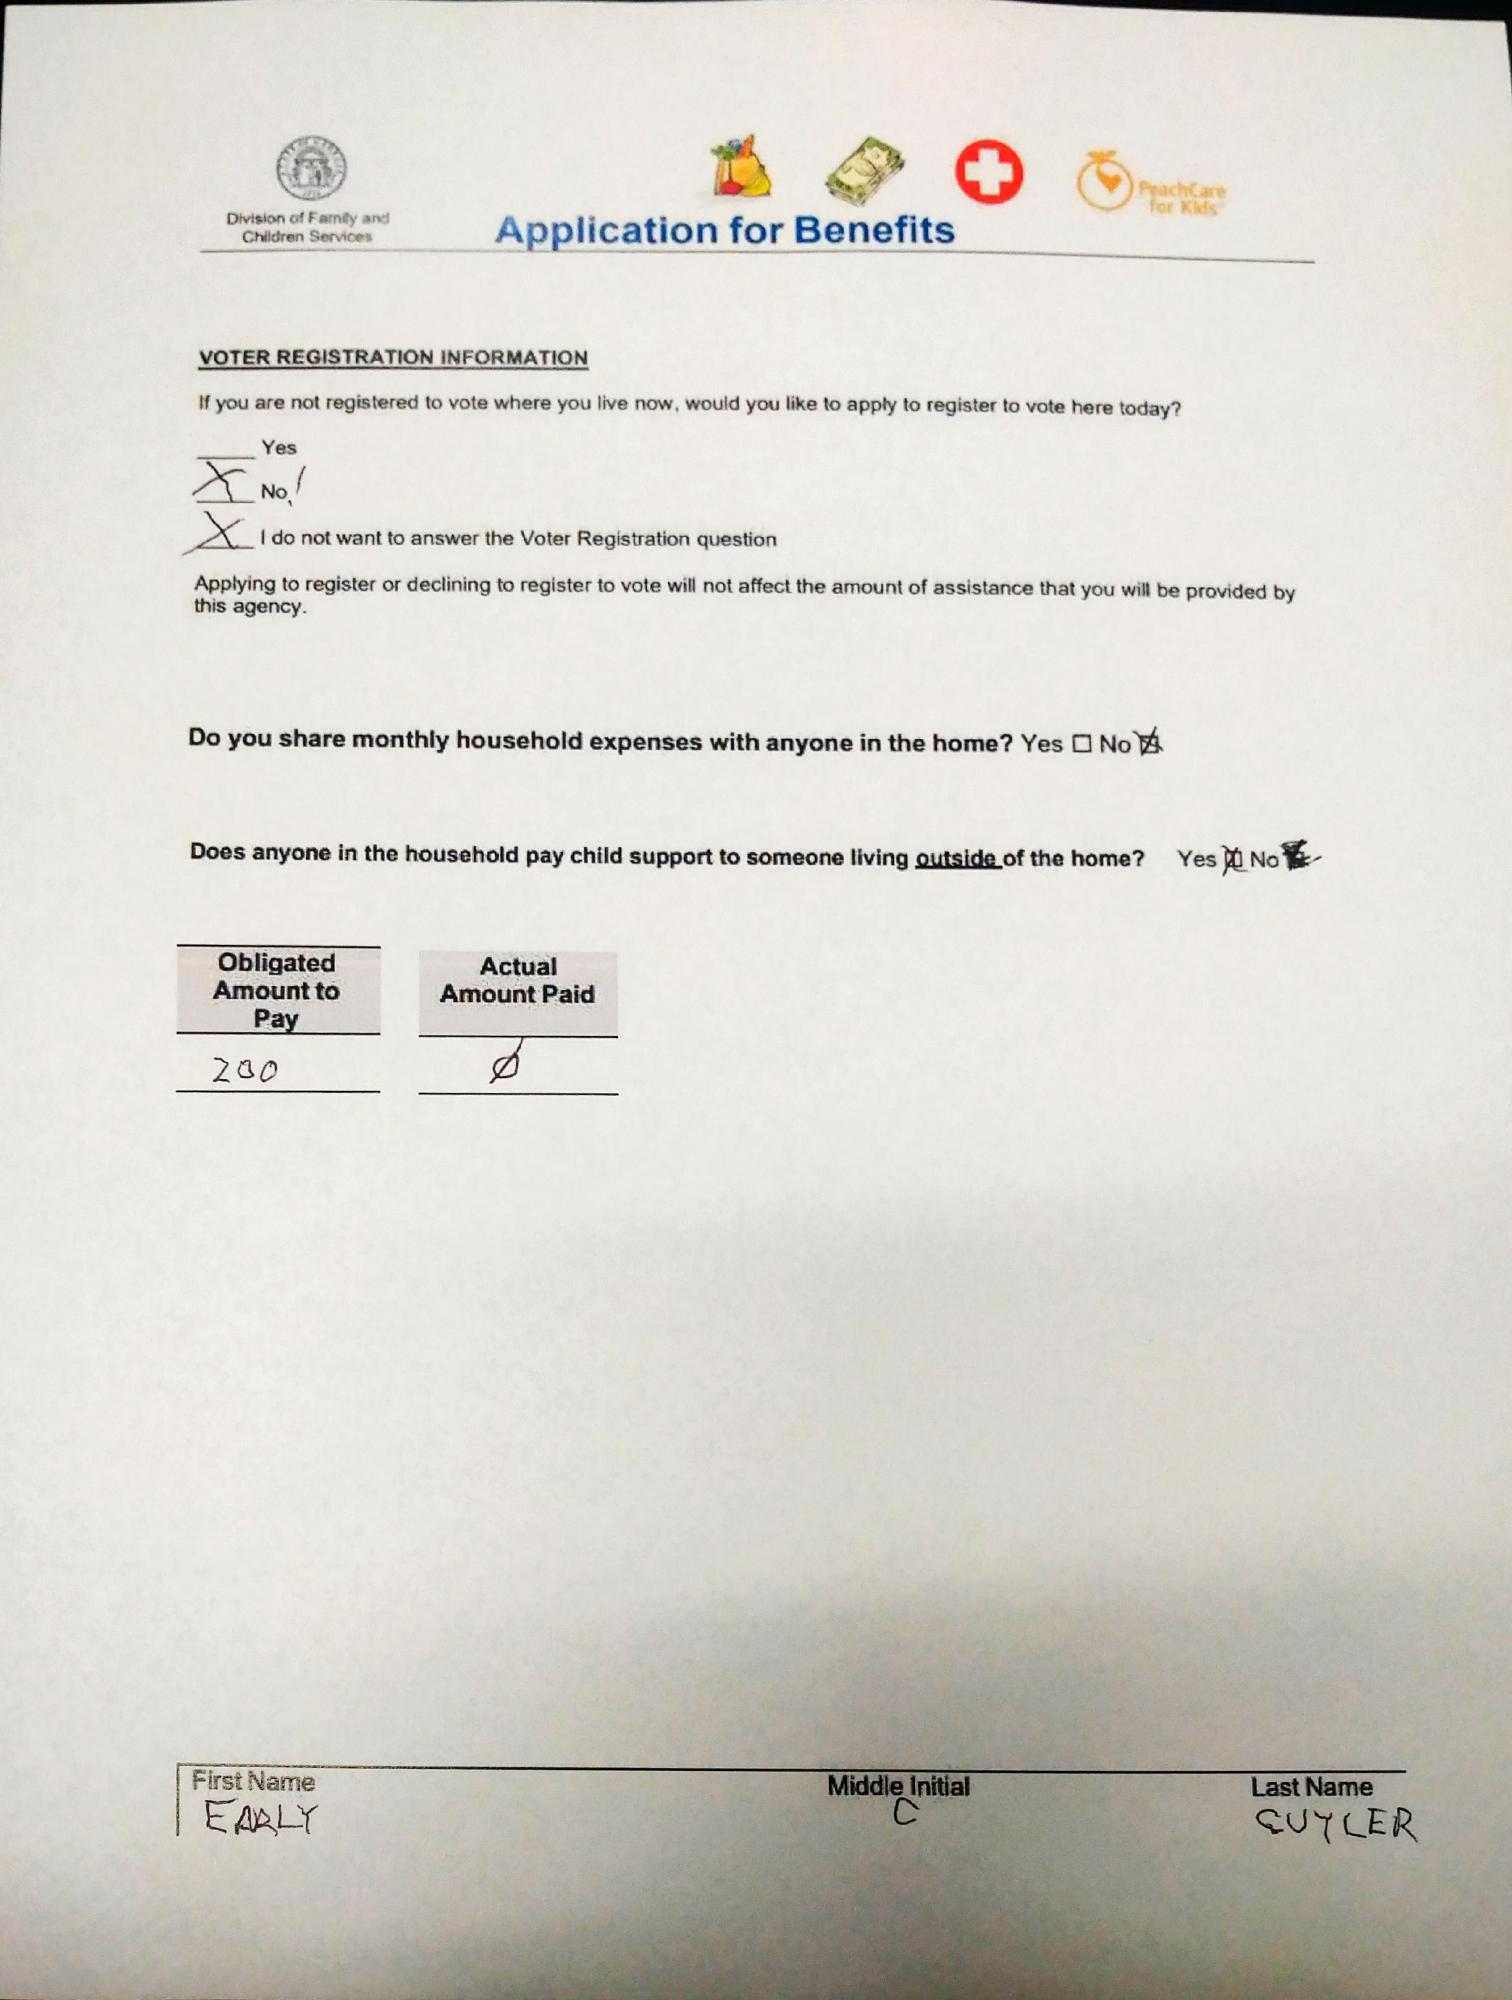 Division of Family and
Children Services
PeachCare
for Kids
Application for Benefits
VOTER REGISTRATION INFORMATION
If you are not registered to vote where you live now, would you like to apply to register to vote here today?
Yes
X No!
X I do not want to answer the Voter Registration question
Applying to register or declining to register to vote will not affect the amount of assistance that you will be provided by
this agency.
Do you share monthly household expenses with anyone in the home? Yes ☐ No ☒
Does anyone in the household pay child support to someone living outside of the home? Yes ☒ No
Obligated
Amount to
Pay
Actual
Amount Paid
200
Ø
First Name Middle Initial Last Name
EARLY C CUYLER